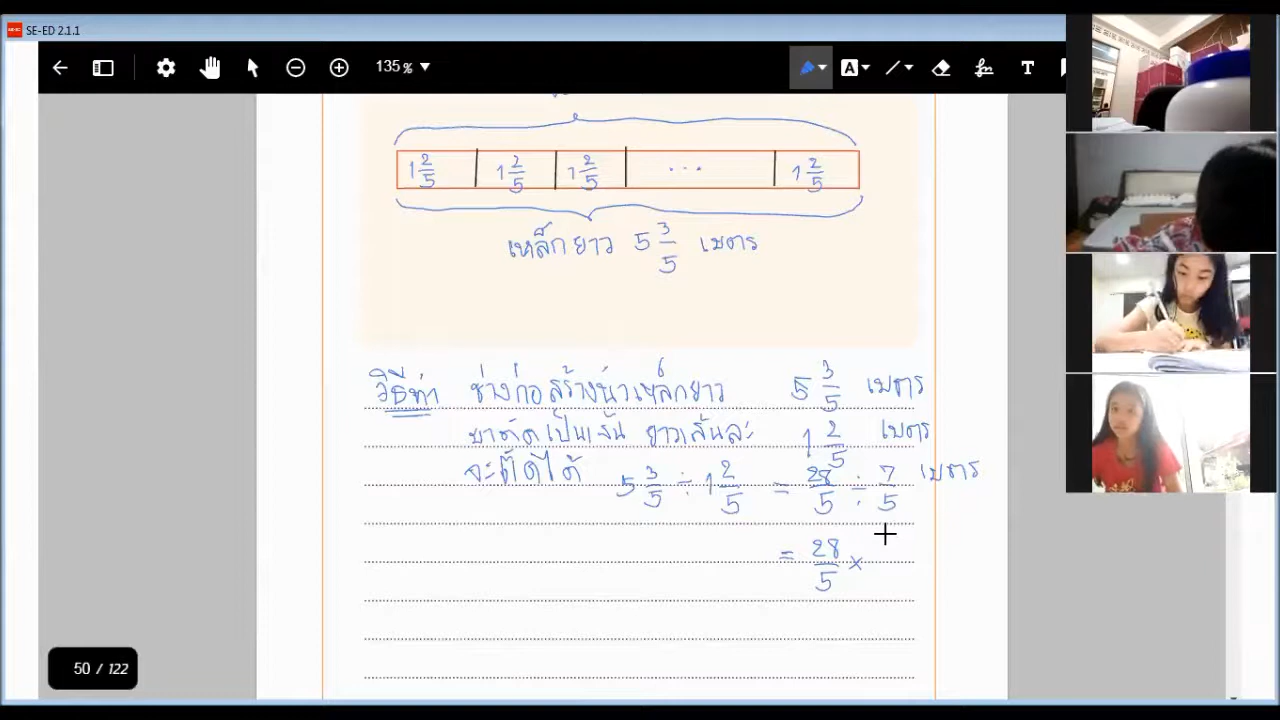 SE-ED 2.1.1
135 %
A
T
1 2/5 1 2/5 1 2/5 ... 1 2/5
เหล็กยาว 5 3/5 เมตร
วิธีทำ ช่างก่อสร้างนำเหล็กยาว 5 3/5 เมตร
มาตัดเป็นเส้น ยาวเส้นละ 1 2/5 เมตร
จะตัดได้ 5 3/5 ÷ 1 2/5 = 28/5 ÷ 7/5 เมตร
= 28/5 ×
50 / 122